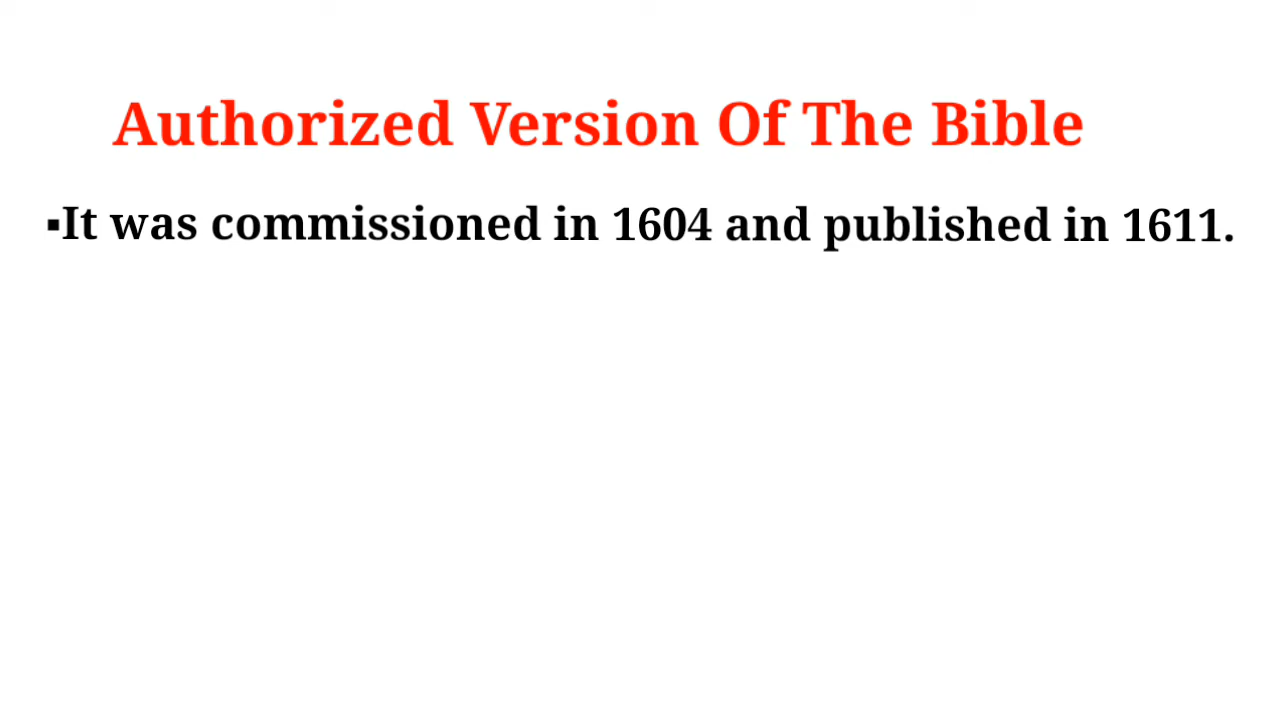 Authorized Version Of The Bible
▪It was commissioned in 1604 and published in 1611.